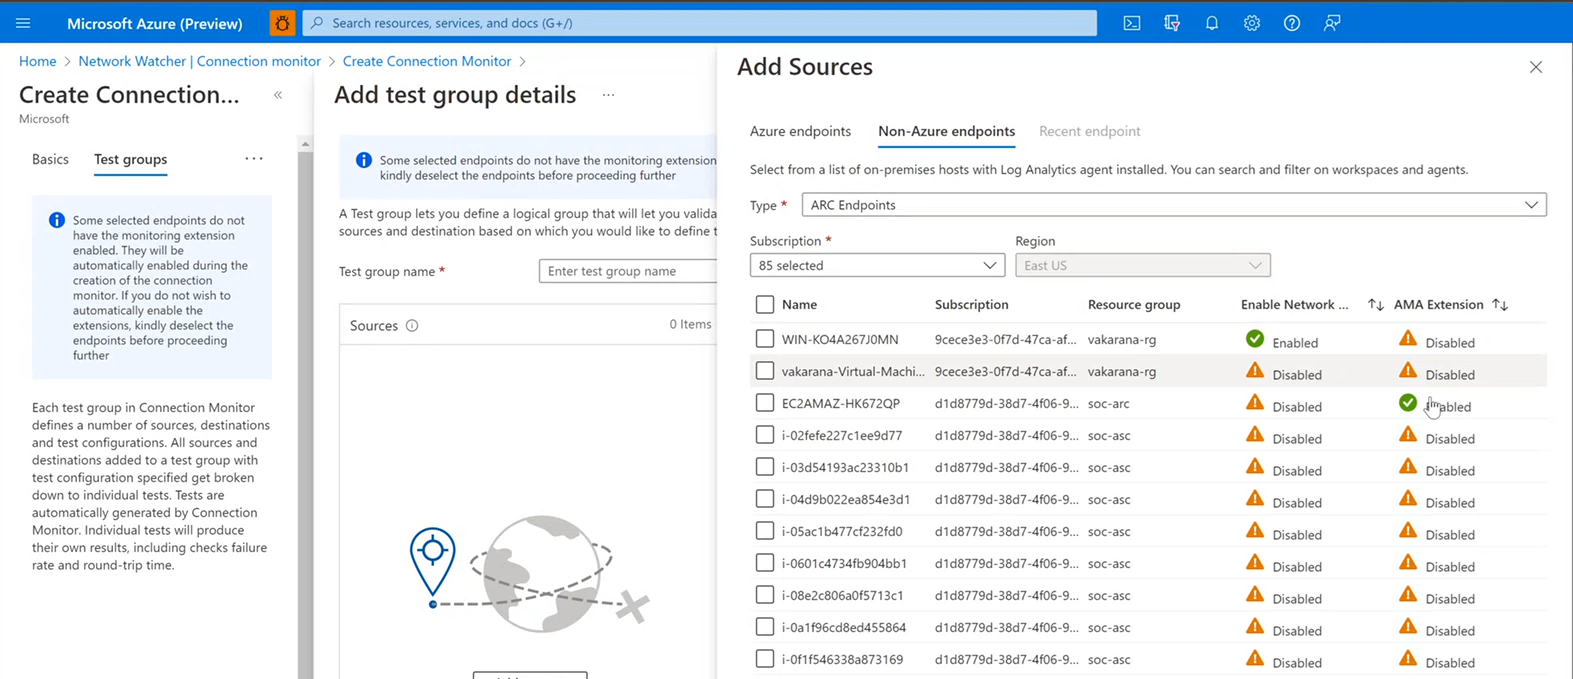 Microsoft Azure (Preview)
Search resources, services, and docs (G+/)
Home > Network Watcher | Connection monitor > Create Connection Monitor >
Create Connection...
Microsoft
Basics
Test groups
Some selected endpoints do not
have the monitoring extension
enabled. They will be
automatically enabled during the
creation of the connection
monitor. If you do not wish to
automatically enable the
extensions, kindly deselect the
endpoints before proceeding
further
Each test group in Connection Monitor
defines a number of sources, destinations
and test configurations. All sources and
destinations added to a test group with
test configuration specified get broken
down to individual tests. Tests are
automatically generated by Connection
Monitor. Individual tests will produce
their own results, including checks failure
rate and round-trip time.
Add test group details
Some selected endpoints do not have the monitoring extension
kindly deselect the endpoints before proceeding further
A Test group lets you define a logical group that will let you valida
sources and destination based on which you would like to define t
Test group name *
Enter test group name
Sources
0 Items
Add Sources
Azure endpoints
Non-Azure endpoints
Recent endpoint
Select from a list of on-premises hosts with Log Analytics agent installed. You can search and filter on workspaces and agents.
Type *
ARC Endpoints
Subscription *
Region
85 selected
East US
Name Subscription Resource group Enable Network ... AMA Extension
WIN-KO4A267J0MN 9cece3e3-0f7d-47ca-af... vakarana-rg Enabled Disabled
vakarana-Virtual-Machi... 9cece3e3-0f7d-47ca-af... vakarana-rg Disabled Disabled
EC2AMAZ-HK672QP d1d8779d-38d7-4f06-9... soc-arc Disabled
i-02fefe227c1ee9d77 d1d8779d-38d7-4f06-9... soc-asc Disabled Disabled
i-03d54193ac23310b1 d1d8779d-38d7-4f06-9... soc-asc Disabled Disabled
i-04d9b022ea854e3d1 d1d8779d-38d7-4f06-9... soc-asc Disabled Disabled
i-05ac1b477cf232fd0 d1d8779d-38d7-4f06-9... soc-asc Disabled Disabled
i-0601c4734fb904bb1 d1d8779d-38d7-4f06-9... soc-asc Disabled Disabled
i-08e2c806a0f5713c1 d1d8779d-38d7-4f06-9... soc-asc Disabled Disabled
i-0a1f96cd8ed455864 d1d8779d-38d7-4f06-9... soc-asc Disabled Disabled
i-0f1f546338a873169 d1d8779d-38d7-4f06-9... soc-asc Disabled Disabled